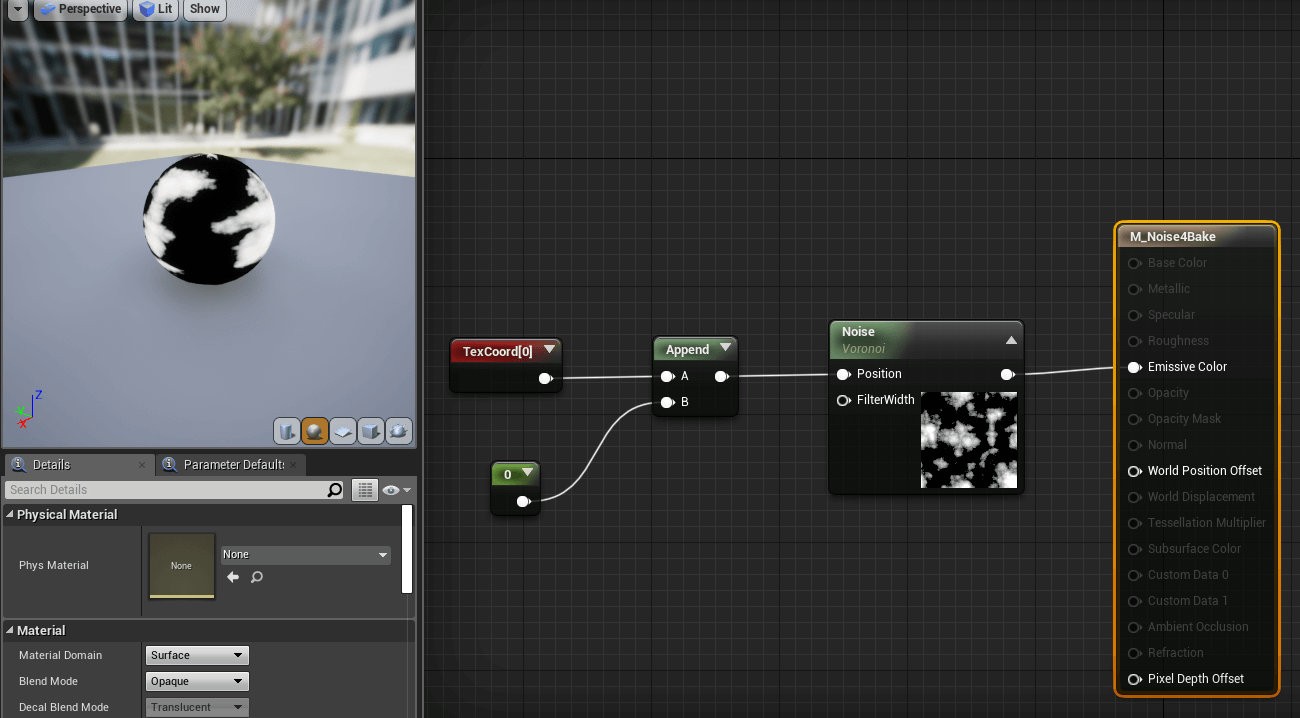 Perspective
Lit
Show
Z
X
Details
Parameter Defaults
Search Details
Physical Material
Phys Material
None
None
Material
Material Domain
Surface
Blend Mode
Opaque
Decal Blend Mode
Translucent
TexCoord[0]
0
Append
A
B
Noise
Voronoi
Position
FilterWidth
M_Noise4Bake
Base Color
Metallic
Specular
Roughness
Emissive Color
Opacity
Opacity Mask
Normal
World Position Offset
World Displacement
Tessellation Multiplier
Subsurface Color
Custom Data 0
Custom Data 1
Ambient Occlusion
Refraction
Pixel Depth Offset